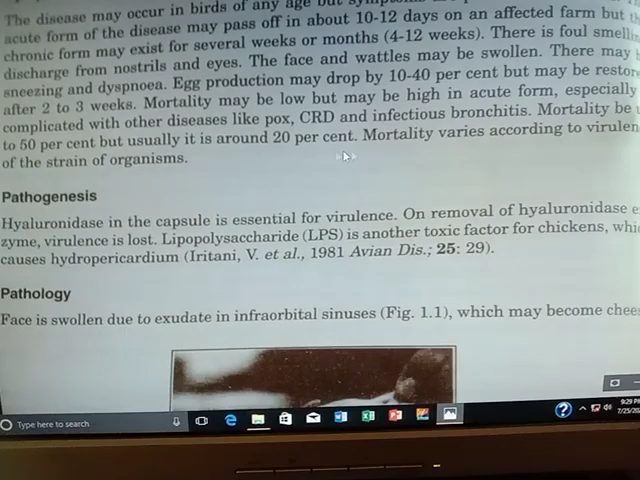 The disease may occur in birds of any age but
acute form of the disease may pass off in about 10-12 days on an affected farm but
chronic form may exist for several weeks or months (4-12 weeks). There is foul smellin
discharge from nostrils and eyes. The face and wattles may be swollen. There may
sneezing and dyspnoea. Egg production may drop by 10-40 per cent but may be restor
after 2 to 3 weeks. Mortality may be low but may be high in acute form, especially
complicated with other diseases like pox, CRD and infectious bronchitis. Mortality be
to 50 per cent but usually it is around 20 per cent. Mortality varies according to virulen
of the strain of organisms.
Pathogenesis
Hyaluronidase in the capsule is essential for virulence. On removal of hyaluronidase e
zyme, virulence is lost. Lipopolysaccharide (LPS) is another toxic factor for chickens, whi
causes hydropericardium (Iritani, V. et al., 1981 Avian Dis.; 25: 29).
Pathology
Face is swollen due to exudate in infraorbital sinuses (Fig. 1.1), which may become chee
Type here to search
9:29 P
7/25/20